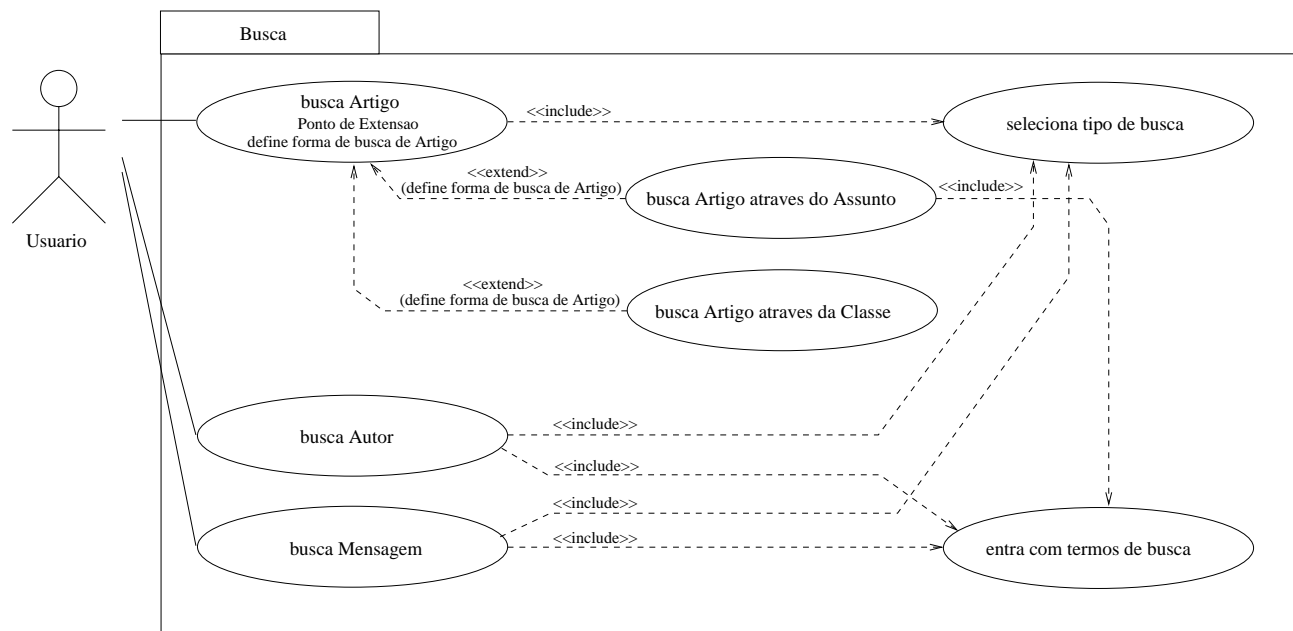 Busca
busca Artigo
Ponto de Extensao
define forma de busca de Artigo
<<include>>
seleciona tipo de busca
<<extend>>
(define forma de busca de Artigo)
busca Artigo atraves do Assunto
<<include>>
Usuario
<<extend>>
(define forma de busca de Artigo)
busca Artigo atraves da Classe
busca Autor
<<include>>
<<include>>
busca Mensagem
<<include>>
<<include>>
entra com termos de busca